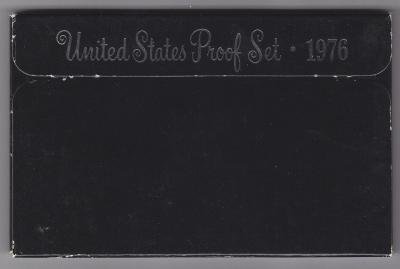 United States Proof Set · 1976